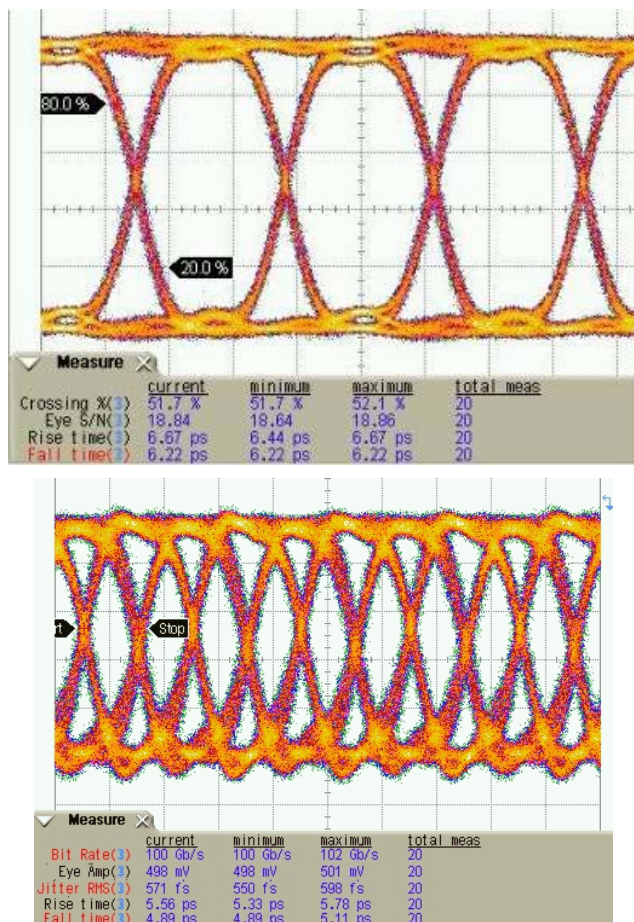 80.0 %
20.0 %
Measure
current minimum maximum total meas
Crossing %(3) 51.7 % 51.7 % 52.1 % 20
Eye S/N(3) 18.84 18.64 18.86 20
Rise time(3) 6.67 ps 6.44 ps 6.67 ps 20
Fall time(3) 6.22 ps 6.22 ps 6.22 ps 20
rt Stop
Measure
current minimum maximum total meas
Bit Rate(3) 100 Gb/s 100 Gb/s 102 Gb/s 20
Eye Amp(3) 498 mV 498 mV 501 mV 20
Jitter RMS(3) 571 fs 550 fs 598 fs 20
Rise time(3) 5.56 ps 5.33 ps 5.78 ps 20
Fall time(3) 4.89 ps 4.89 ps 5.11 ps 20